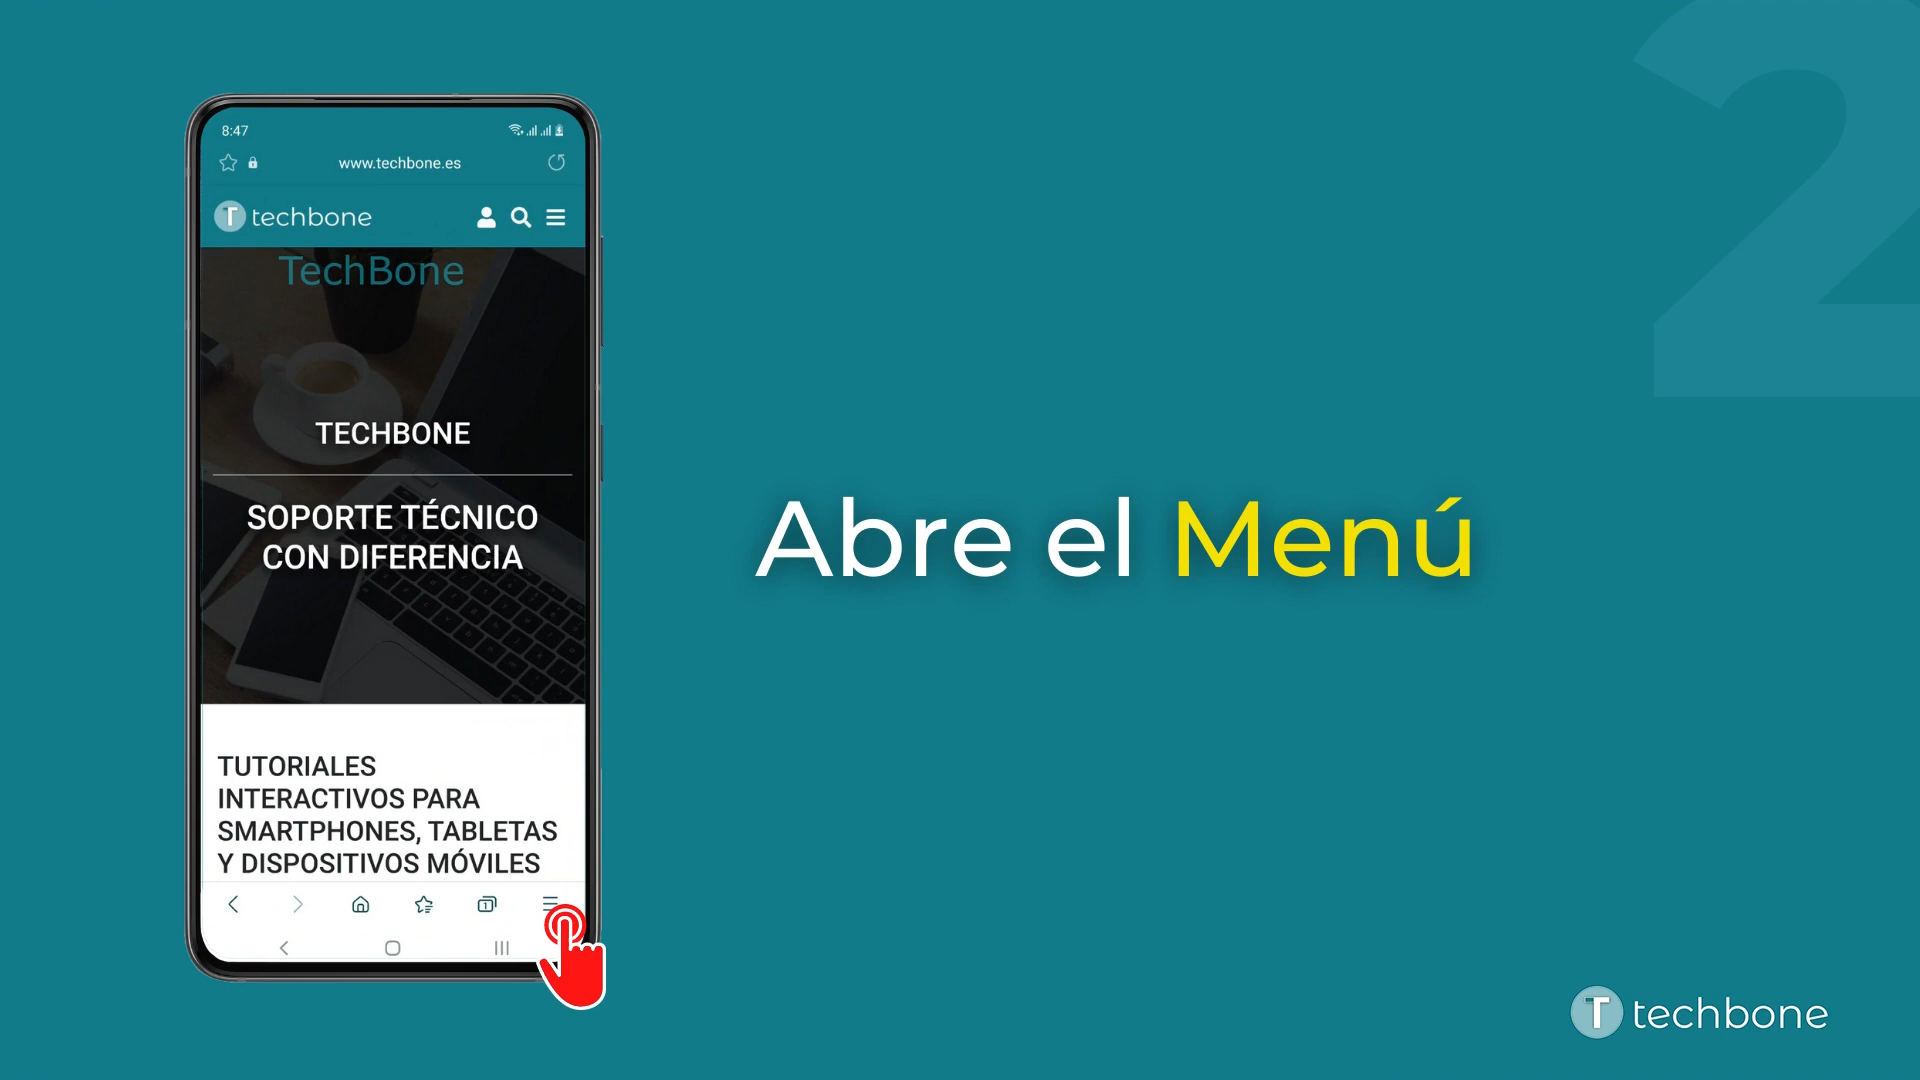 2
8:47
www.techbone.es
T techbone
TechBone
TECHBONE
SOPORTE TÉCNICO
CON DIFERENCIA
TUTORIALES
INTERACTIVOS PARA
SMARTPHONES, TABLETAS
Y DISPOSITIVOS MÓVILES
1
Abre el Menú
T techbone